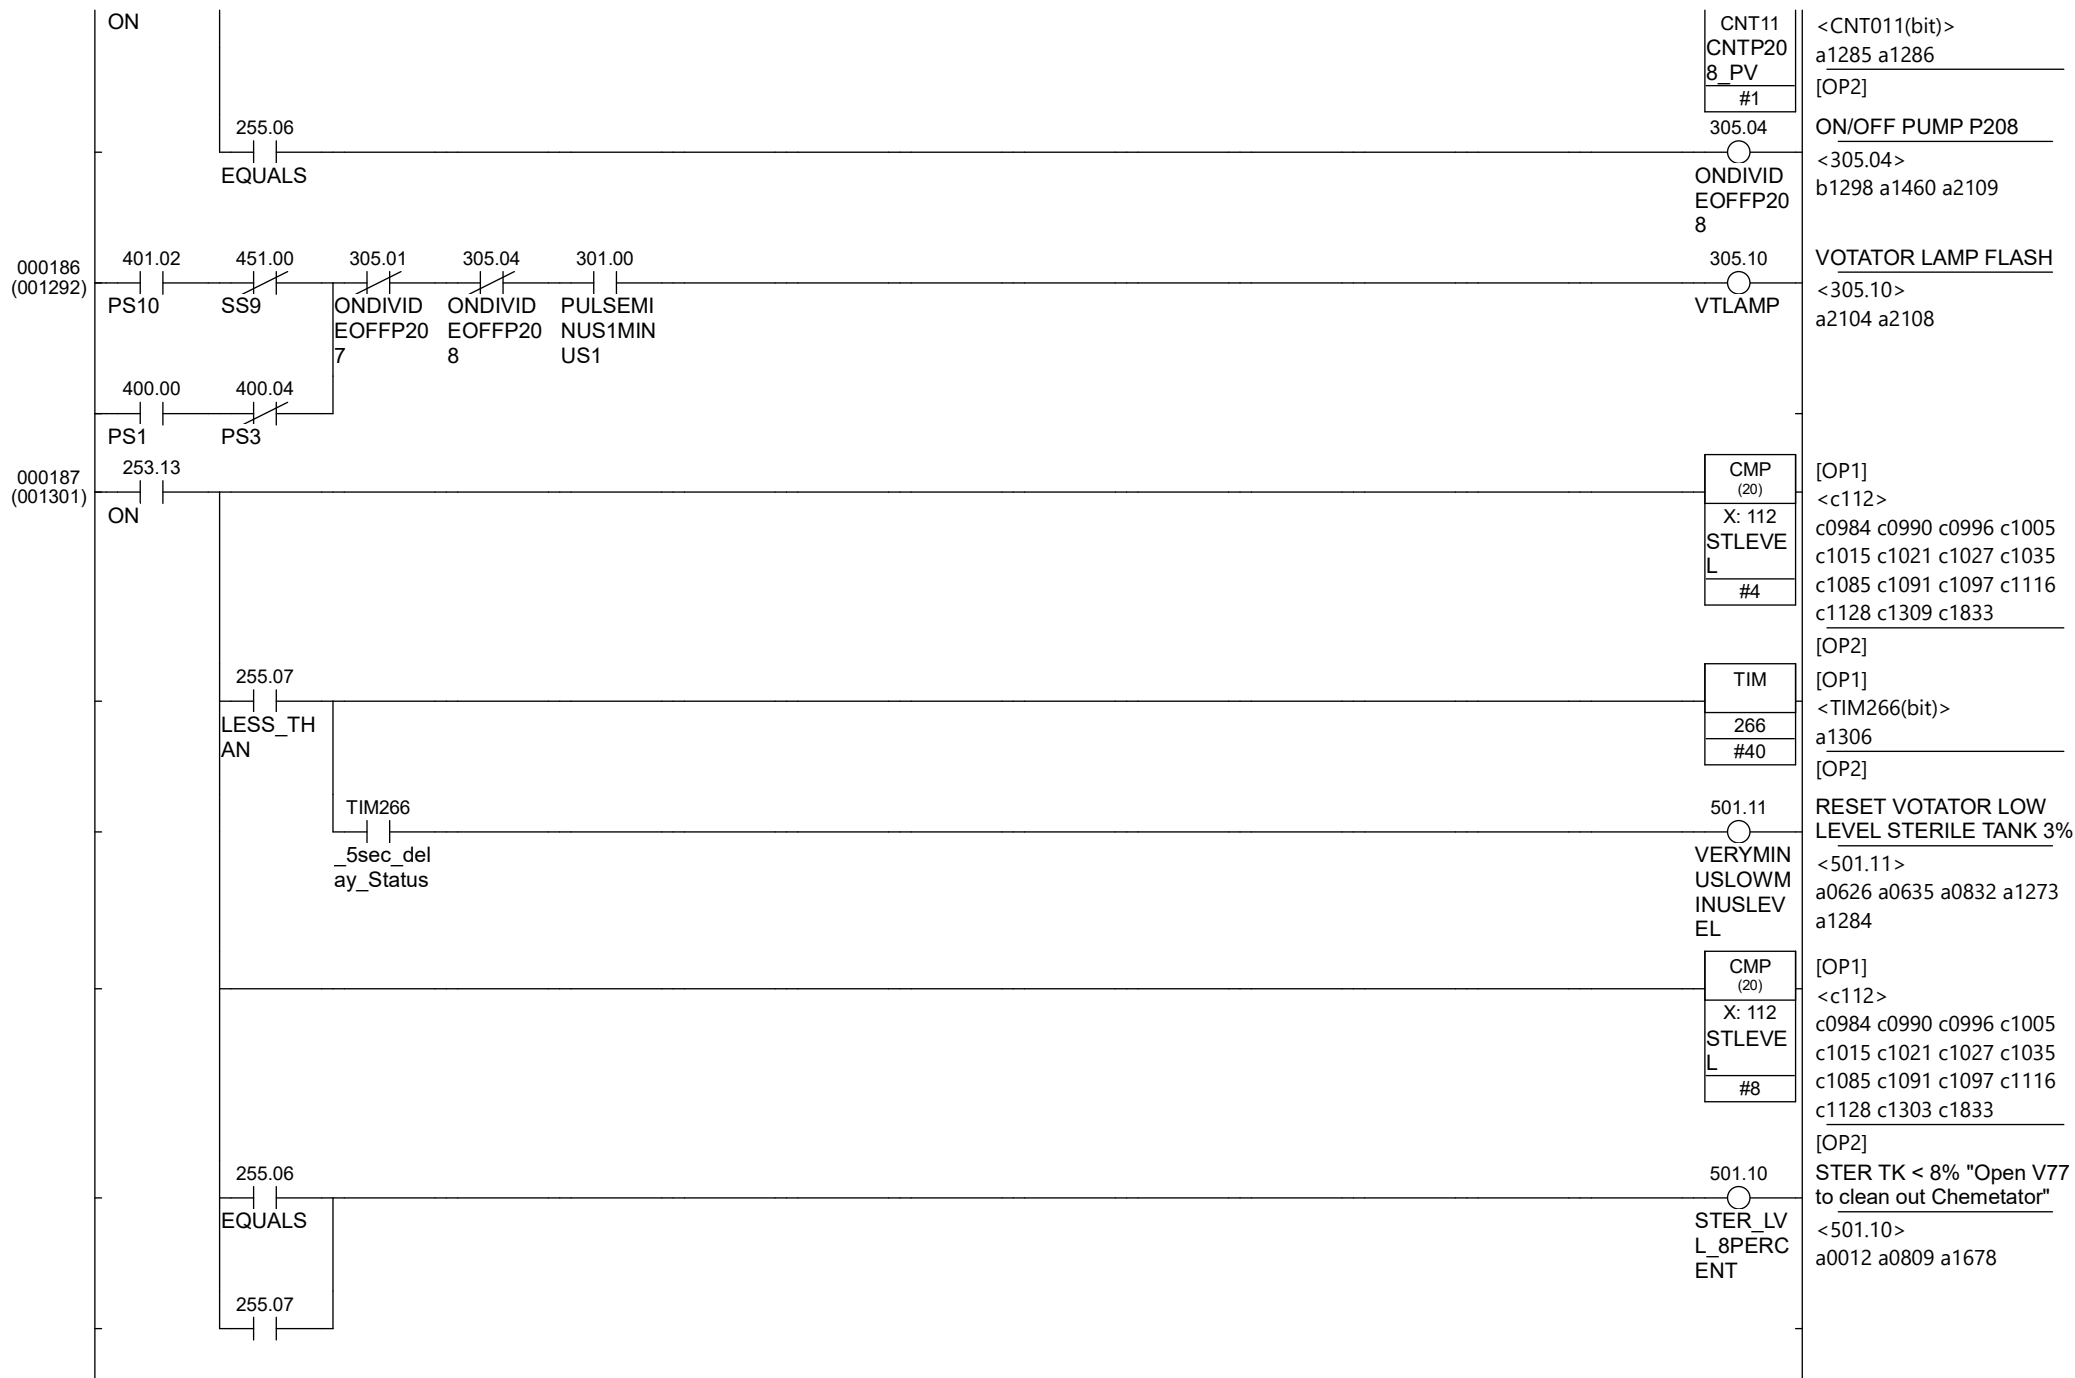 ON
CNT11
CNTP20
8_PV
#1
<CNT011(bit)>
a1285 a1286
[OP2]
255.06
EQUALS
305.04
ONDIVID
EOFFP20
8
ON/OFF PUMP P208
<305.04>
b1298 a1460 a2109
000186
(001292)
401.02
PS10
451.00
SS9
305.01
ONDIVID
EOFFP20
7
305.04
ONDIVID
EOFFP20
8
301.00
PULSEMI
NUS1MIN
US1
305.10
VTLAMP
VOTATOR LAMP FLASH
<305.10>
a2104 a2108
400.00
PS1
400.04
PS3
000187
(001301)
253.13
ON
CMP
(20)
X: 112
STLEVE
L
#4
[OP1]
<c112>
c0984 c0990 c0996 c1005
c1015 c1021 c1027 c1035
c1085 c1091 c1097 c1116
c1128 c1309 c1833
[OP2]
255.07
LESS_TH
AN
TIM
266
#40
[OP1]
<TIM266(bit)>
a1306
[OP2]
TIM266
_5sec_del
ay_Status
501.11
VERYMIN
USLOWM
INUSLEV
EL
RESET VOTATOR LOW
LEVEL STERILE TANK 3%
<501.11>
a0626 a0635 a0832 a1273
a1284
CMP
(20)
X: 112
STLEVE
L
#8
[OP1]
<c112>
c0984 c0990 c0996 c1005
c1015 c1021 c1027 c1035
c1085 c1091 c1097 c1116
c1128 c1303 c1833
[OP2]
255.06
EQUALS
501.10
STER_LV
L_8PERC
ENT
STER TK < 8% "Open V77
to clean out Chemetator"
<501.10>
a0012 a0809 a1678
255.07